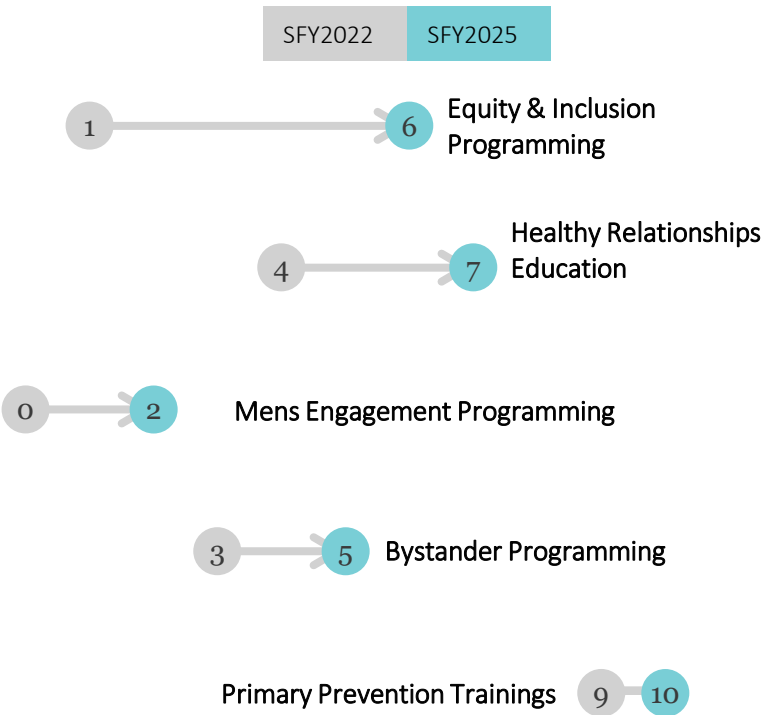 SFY2022 SFY2025
1 6 Equity & Inclusion
Programming
Healthy Relationships
4 7 Education
0 2 Mens Engagement Programming
3 5 Bystander Programming
Primary Prevention Trainings 9 10